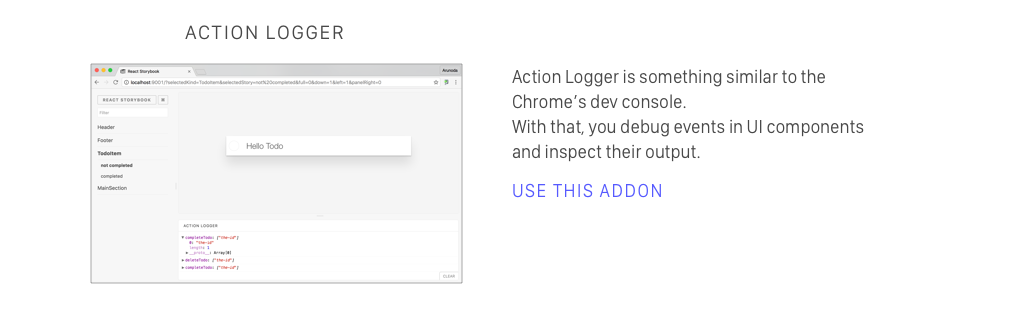 ACTION LOGGER
React Storybook
Arunoda
localhost:9001/?selectedKind=TodoItem&selectedStory=not%20completed&full=0&down=1&left=1&panelRight=0
REACT STORYBOOK
⌘
Filter
Header
Footer
TodoItem
not completed
completed
MainSection
Hello Todo
ACTION LOGGER
completeTodo: ["the-id"]
0: "the-id"
length: 1
__proto__: Array[0]
deleteTodo: ["the-id"]
completeTodo: ["the-id"]
CLEAR
Action Logger is something similar to the
Chrome’s dev console.
With that, you debug events in UI components
and inspect their output.
USE THIS ADDON